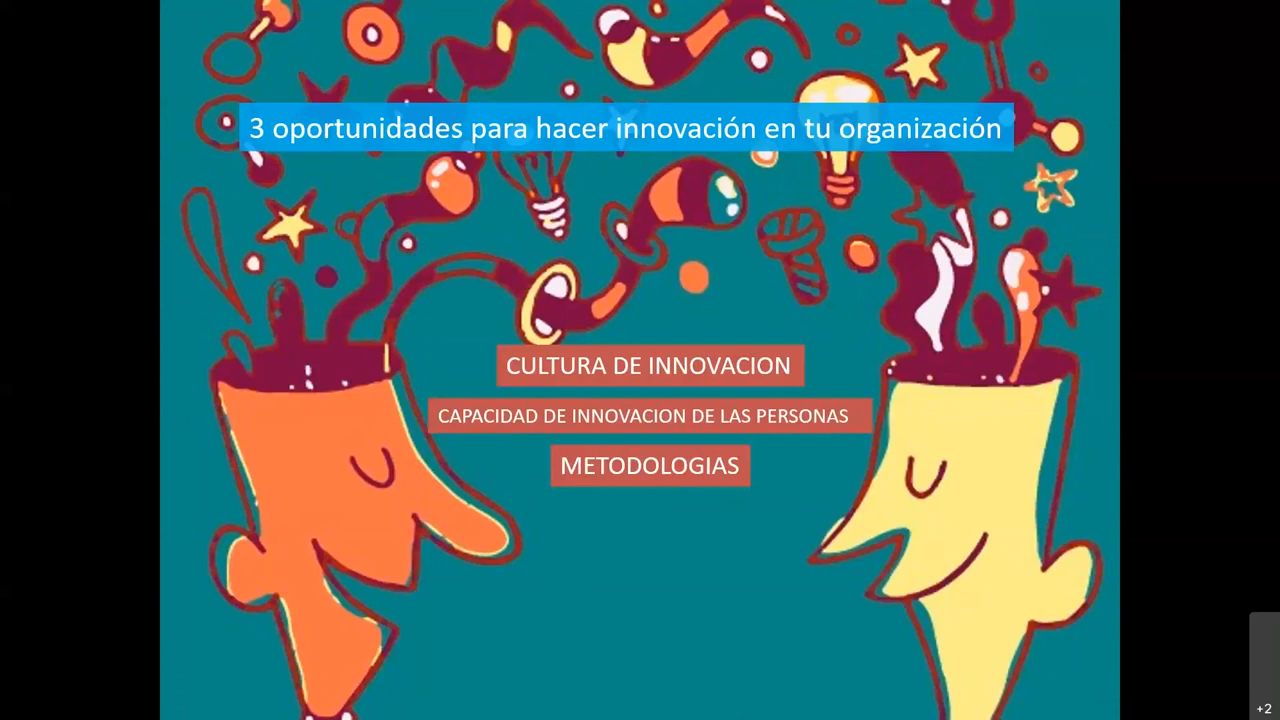 3 oportunidades para hacer innovación en tu organización
CULTURA DE INNOVACION
CAPACIDAD DE INNOVACION DE LAS PERSONAS
METODOLOGIAS
+2